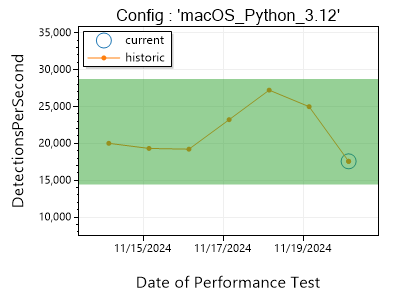 Config : 'macOS_Python_3.12'
current
historic
DetectionsPerSecond
35,000
30,000
25,000
20,000
15,000
10,000
11/15/2024 11/17/2024 11/19/2024
Date of Performance Test